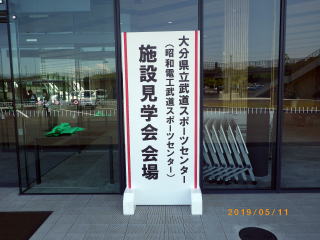 大分県立武道スポーツセンター
（昭和電工武道スポーツセンター）
施設見学会 会場
2019/05/11